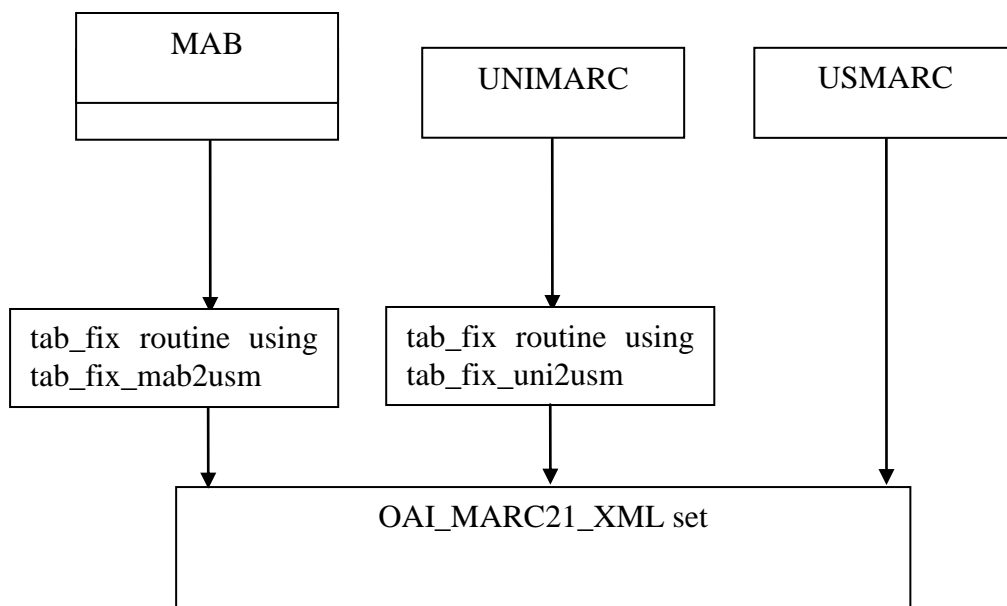 MAB
UNIMARC
USMARC
tab_fix routine using
tab_fix_mab2usm
tab_fix routine using
tab_fix_uni2usm
OAI_MARC21_XML set